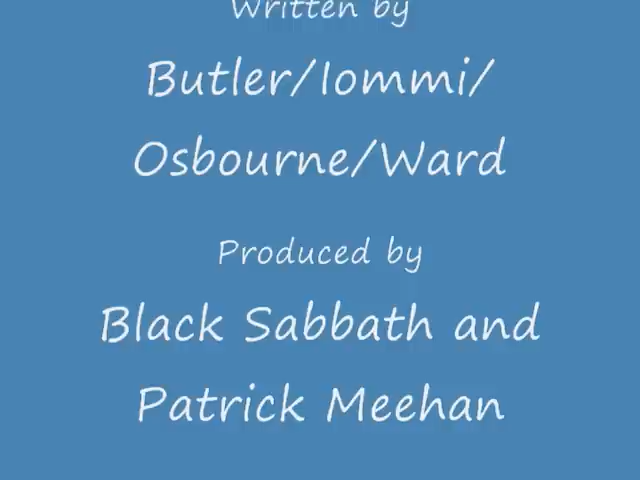 Written by
Butler/Iommi/
Osbourne/Ward
Produced by
Black Sabbath and
Patrick Meehan